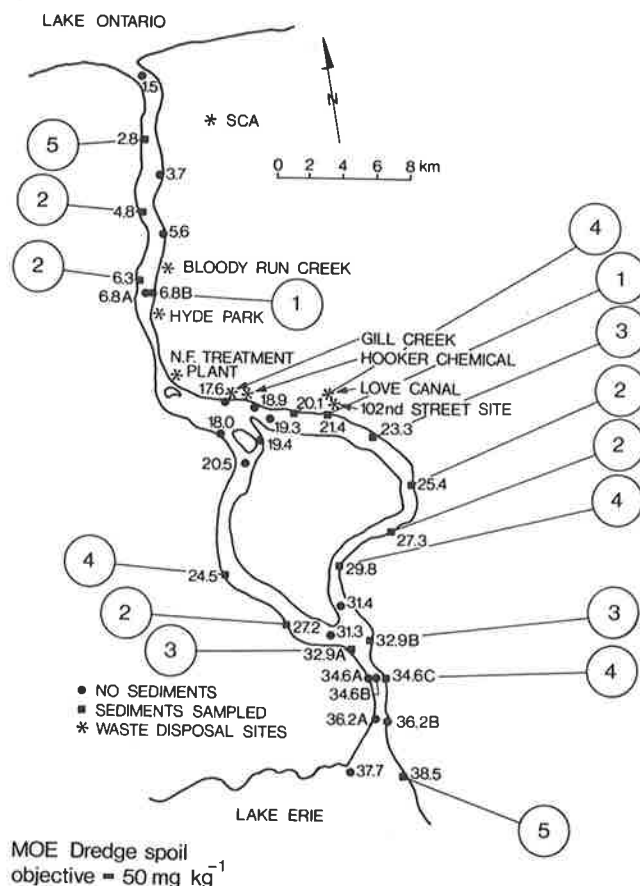 LAKE ONTARIO
1.5
SCA
N
5
2.8
0 2 4 6 8 km
3.7
2
4.8
4
5.6
2
BLOODY RUN CREEK
1
6.3
6.8A
6.8B
1
HYDE PARK
3
GILL CREEK
N.F. TREATMENT
PLANT
HOOKER CHEMICAL
2
17.6
LOVE CANAL
18.9
20.1
102nd STREET SITE
18.0
19.3
21.4
23.3
2
19.4
20.5
25.4
4
27.3
4
24.5
29.8
2
31.4
3
27.2
31.3
32.9B
3
32.9A
34.6A
34.6C
4
34.6B
NO SEDIMENTS
SEDIMENTS SAMPLED
WASTE DISPOSAL SITES
36.2A
36.2B
37.7
38.5
LAKE ERIE
5
MOE Dredge spoil
objective = 50 mg kg⁻¹